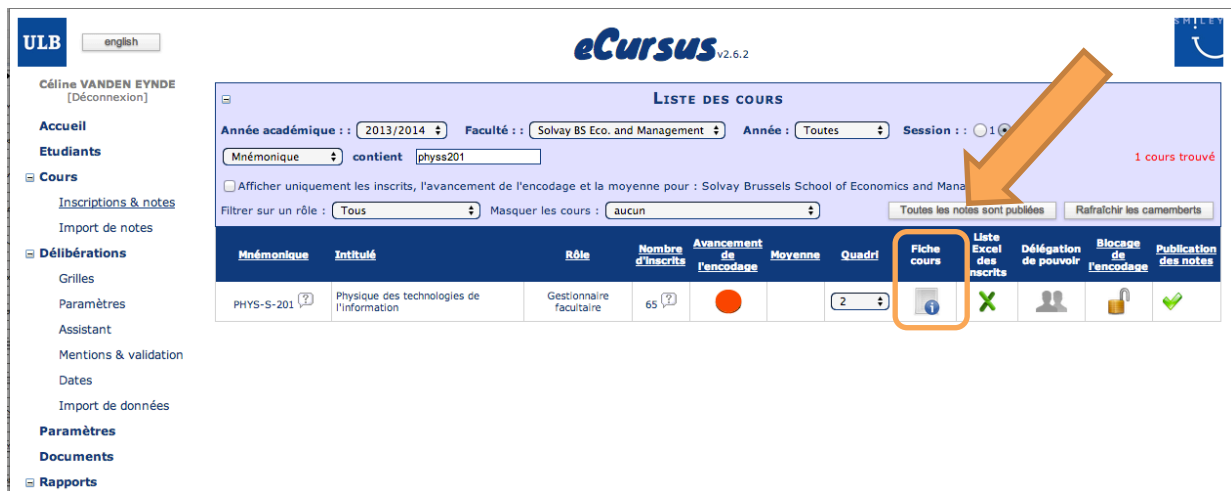 ULB
english
eCursus v2.6.2
SMILEY
Céline VANDEN EYNDE
[Déconnexion]
Accueil
Etudiants
Cours
Inscriptions & notes
Import de notes
Délibérations
Grilles
Paramètres
Assistant
Mentions & validation
Dates
Import de données
Paramètres
Documents
Rapports
LISTE DES COURS
Année académique : : 2013/2014 Faculté : : Solvay BS Eco. and Management Année : Toutes Session : : 1
Mnémonique contient physs201 1 cours trouvé
Afficher uniquement les inscrits, l'avancement de l'encodage et la moyenne pour : Solvay Brussels School of Economics and
Filtrer sur un rôle : Tous Masquer les cours : aucun Toutes les notes sont publiées Rafraîchir les camemberts
Mnémonique Intitulé Rôle Nombre d'inscrits Avancement de l'encodage Moyenne Quadri Fiche cours Liste Excel des inscrits Délégation de pouvoir Blocage de l'encodage Publication des notes
PHYS-S-201 ? Physique des technologies de l'information Gestionnaire facultaire 65 ? 2